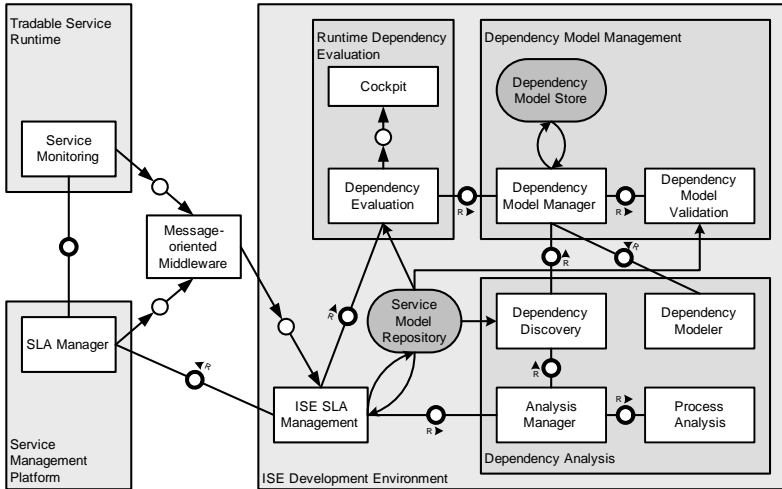 Tradable Service
Runtime
Service
Monitoring
Message-
oriented
Middleware
SLA Manager
Service
Management
Platform
Runtime Dependency
Evaluation
Cockpit
Dependency
Evaluation
R
Dependency Model Management
Dependency
Model Store
Dependency
Model Manager
R
Dependency
Model
Validation
R
R
R
Service
Model
Repository
Dependency
Discovery
Dependency
Modeler
R
R
ISE SLA
Management
R
Analysis
Manager
R
Process
Analysis
Dependency Analysis
ISE Development Environment